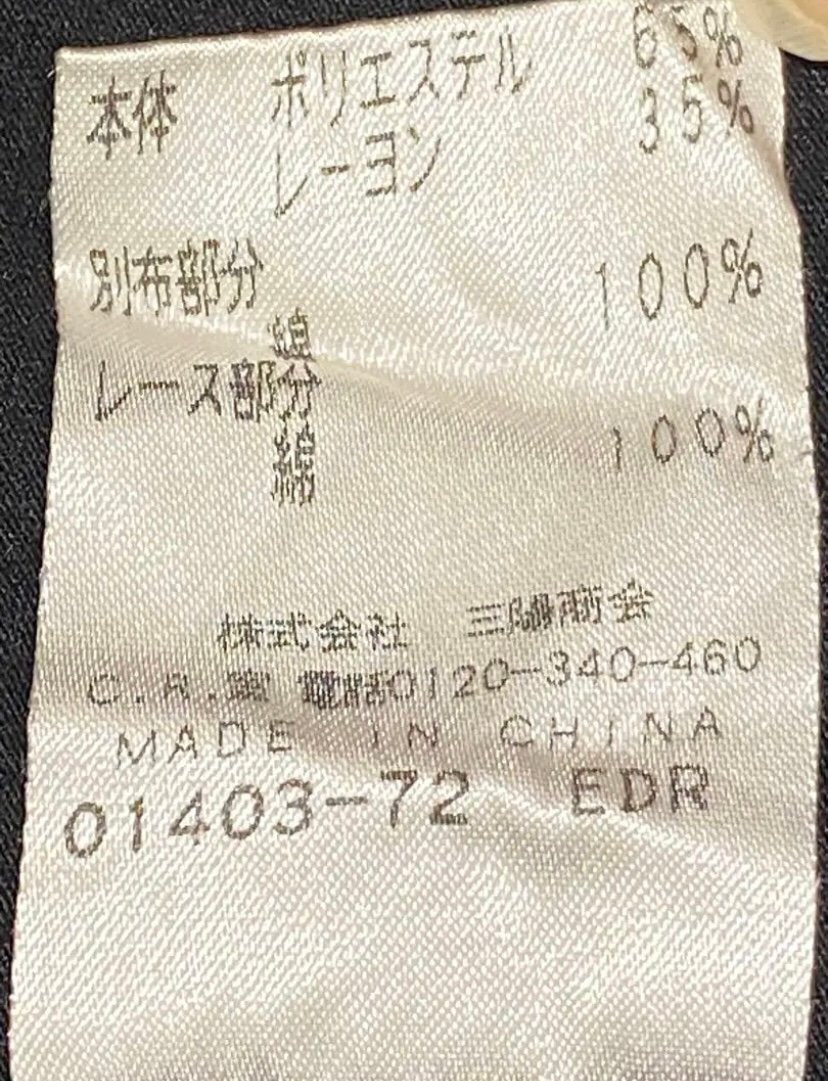 本体 ポリエステル 65%
レーヨン 35%
別布部分
綿 100%
レース部分
綿 100%
株式会社 三陽商会
C.R.室 電話0120-340-460
MADE IN CHINA
01403-72 EDR